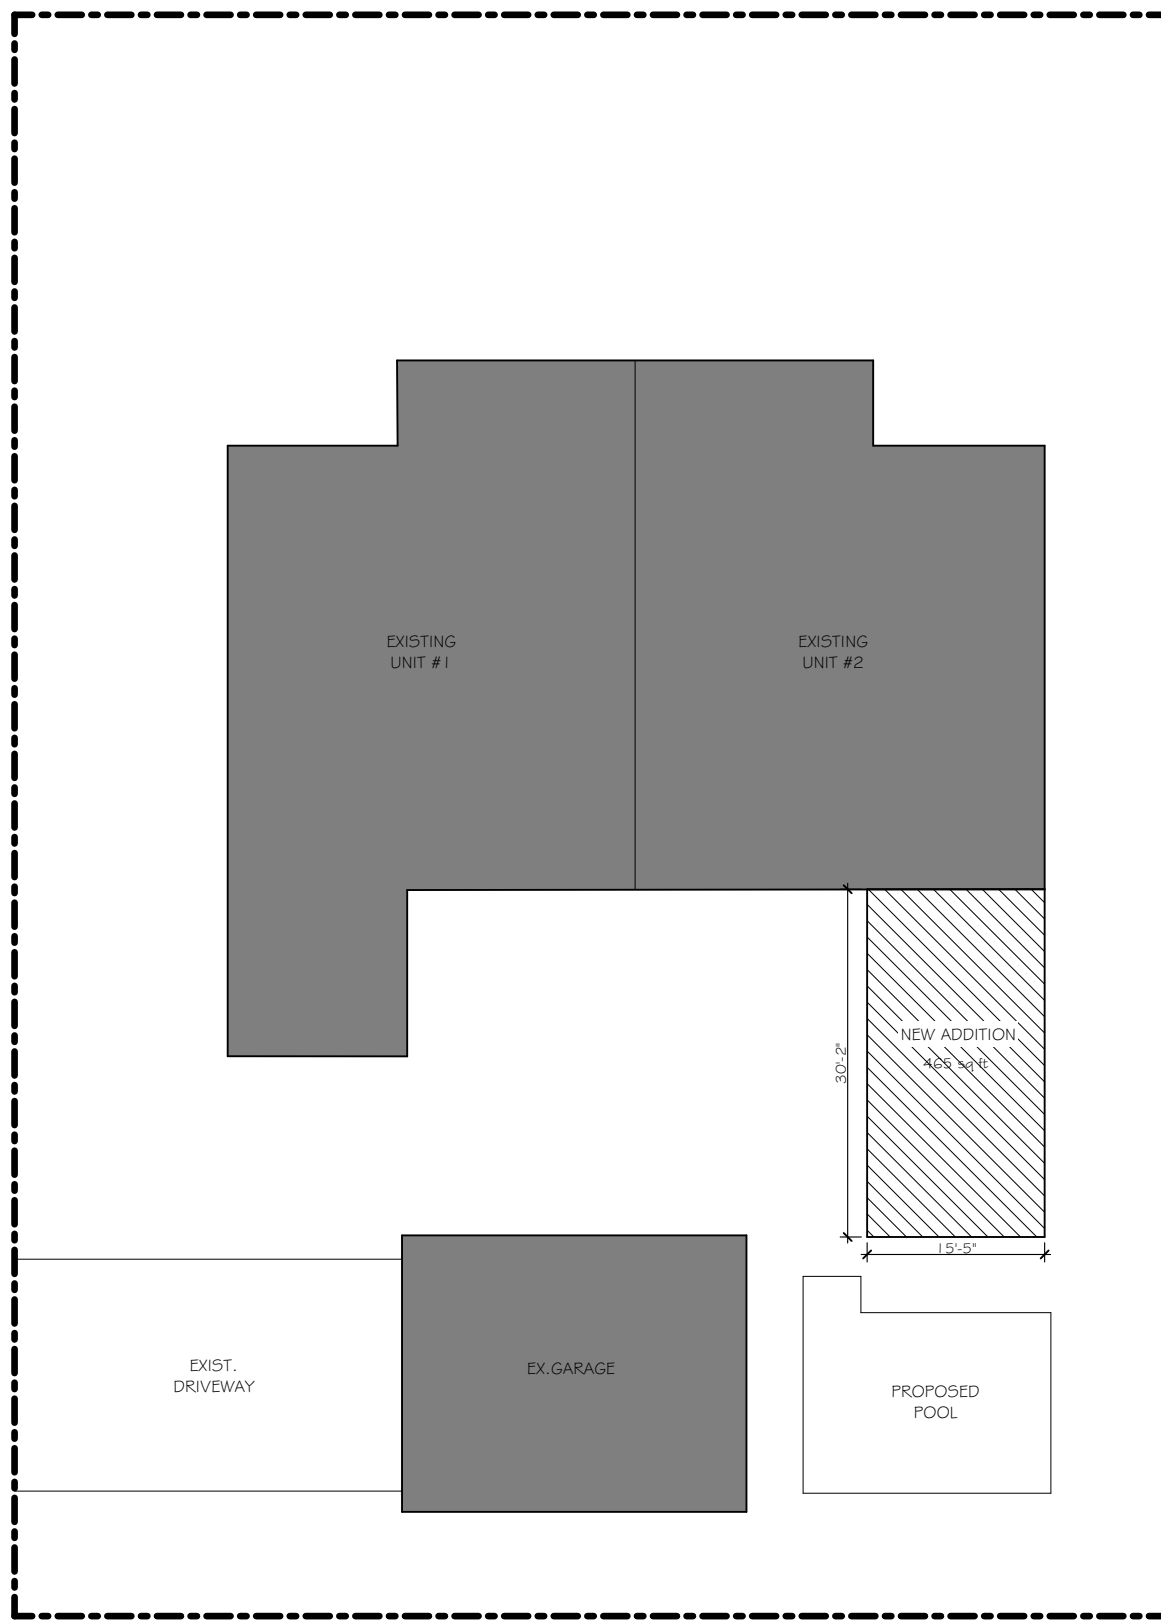 EXISTING
UNIT #1
EXISTING
UNIT #2
NEW ADDITION
465 sq ft
30'-2"
15'-5"
EXIST.
DRIVEWAY
EX.GARAGE
PROPOSED
POOL